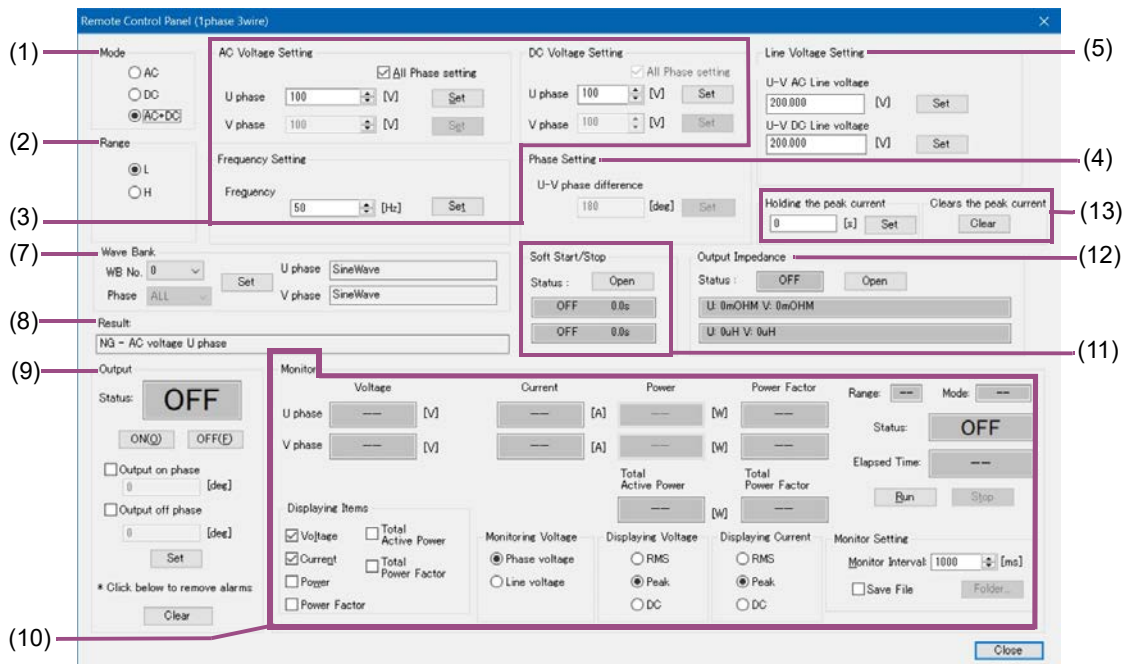 Remote Control Panel (1phase 3wire)
(1)
Mode
AC
DC
AC+DC
(2)
Range
L
H
(3)
AC Voltage Setting
All Phase setting
U phase 100 [V] Set
V phase 100 [V] Set
Frequency Setting
Frequency
50 [Hz] Set
DC Voltage Setting
All Phase setting
U phase 100 [V] Set
V phase 100 [V] Set
Phase Setting
(4)
U-V phase difference
180 [deg] Set
Line Voltage Setting
(5)
U-V AC Line voltage
200.000 [V] Set
U-V DC Line voltage
200.000 [V] Set
Holding the peak current
0 [s] Set
Clears the peak current
Clear
(13)
(7)
Wave Bank
WB No. 0
Phase ALL
Set
U phase SineWave
V phase SineWave
Soft Start/Stop
Status : Open
OFF 0.0s
OFF 0.0s
(11)
Output Impedance
(12)
Status : OFF Open
U: 0mOHM V: 0mOHM
U: 0uH V: 0uH
(8)
Result
NG - AC voltage U phase
(9)
Output
Status: OFF
ON(O) OFF(F)
Output on phase
0 [deg]
Output off phase
0 [deg]
Set
* Click below to remove alarms
Clear
(10)
Monitor
Voltage Current Power Power Factor
U phase -- [V] -- [A] -- [W] --
V phase -- [V] -- [A] -- [W] --
Total
Active Power
-- [W]
Total
Power Factor
--
Range: -- Mode: --
Status: OFF
Elapsed Time: --
Run Stop
Displaying Items
Voltage
Current
Power
Power Factor
Total
Active Power
Total
Power Factor
Monitoring Voltage
Phase voltage
Line voltage
Displaying Voltage
RMS
Peak
DC
Displaying Current
RMS
Peak
DC
Monitor Setting
Monitor Interval: 1000 [ms]
Save File Folder...
Close